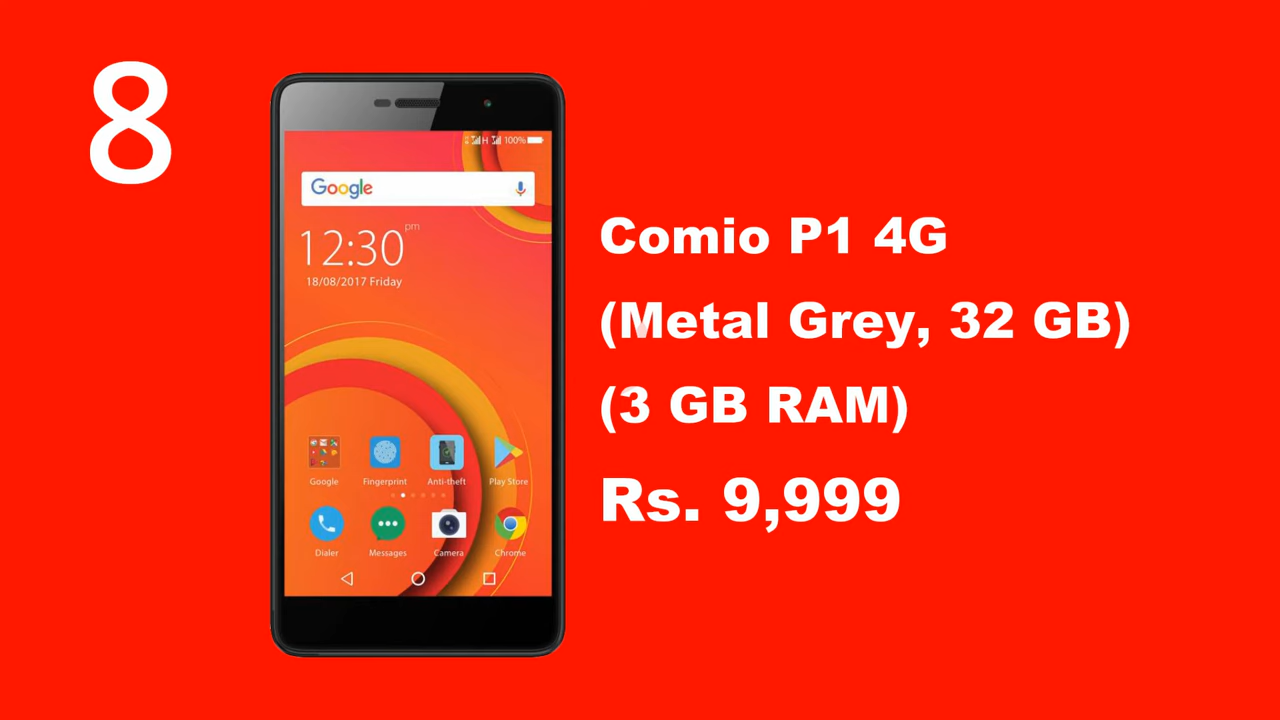 8
H 100%
Google
12:30 pm
18/08/2017 Friday
Google Fingerprint Anti-theft Play Store
Dialer Messages Camera Chrome
Comio P1 4G
(Metal Grey, 32 GB)
(3 GB RAM)
Rs. 9,999